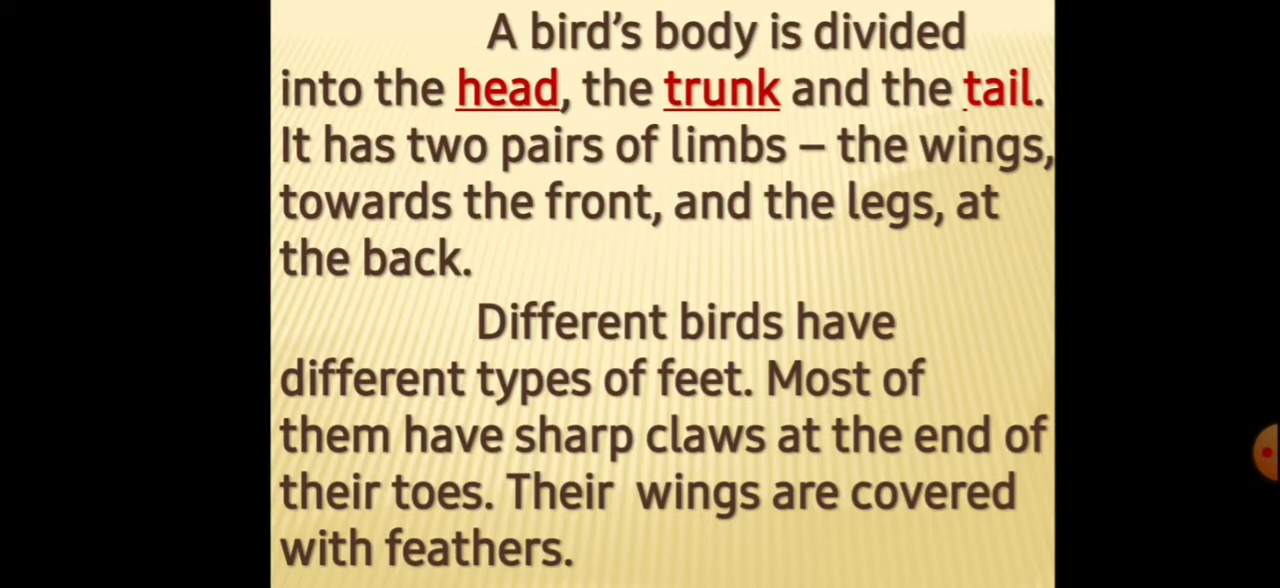 A bird's body is divided
into the head, the trunk and the tail.
It has two pairs of limbs – the wings,
towards the front, and the legs, at
the back.
Different birds have
different types of feet. Most of
them have sharp claws at the end of
their toes. Their wings are covered
with feathers.